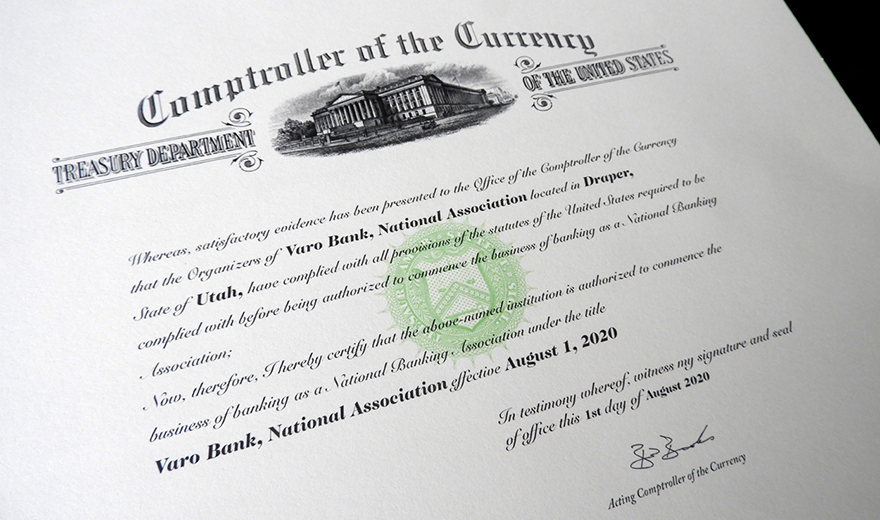 Comptroller of the Currency
TREASURY DEPARTMENT
OF THE UNITED STATES
Whereas, satisfactory evidence has been presented to the Office of the Comptroller of the Currency
that the Organizers of Varo Bank, National Association located in Draper,
State of Utah, have complied with all provisions of the statutes of the United States required to be
complied with before being authorized to commence the business of banking as a National Banking
Association;
Now, therefore, I hereby certify that the above-named institution is authorized to commence the
business of banking as a National Banking Association under the title
Varo Bank, National Association effective August 1, 2020
In testimony whereof, witness my signature and seal
of office this 1st day of August 2020
Acting Comptroller of the Currency